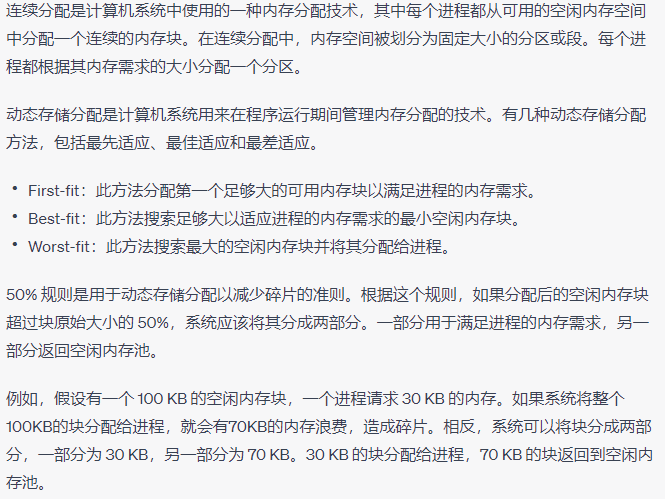 连续分配是计算机系统中使用的一种内存分配技术，其中每个进程都从可用的空闲内存空间
中分配一个连续的内存块。在连续分配中，内存空间被划分为固定大小的分区或段。每个进
程都根据其内存需求的大小分配一个分区。
动态存储分配是计算机系统用来在程序运行期间管理内存分配的技术。有几种动态存储分配
方法，包括最先适应、最佳适应和最差适应。
• First-fit：此方法分配第一个足够大的可用内存块以满足进程的内存需求。
• Best-fit：此方法搜索足够大以适应进程的内存需求的最小空闲内存块。
• Worst-fit：此方法搜索最大的空闲内存块并将其分配给进程。
50% 规则是用于动态存储分配以减少碎片的准则。根据这个规则，如果分配后的空闲内存块
超过块原始大小的 50%，系统应该将其分成两部分。一部分用于满足进程的内存需求，另一
部分返回空闲内存池。
例如，假设有一个 100 KB 的空闲内存块，一个进程请求 30 KB 的内存。如果系统将整个
100KB的块分配给进程，就会有70KB的内存浪费，造成碎片。相反，系统可以将块分成两部
分，一部分为 30 KB，另一部分为 70 KB。30 KB 的块分配给进程，70 KB 的块返回到空闲内
存池。